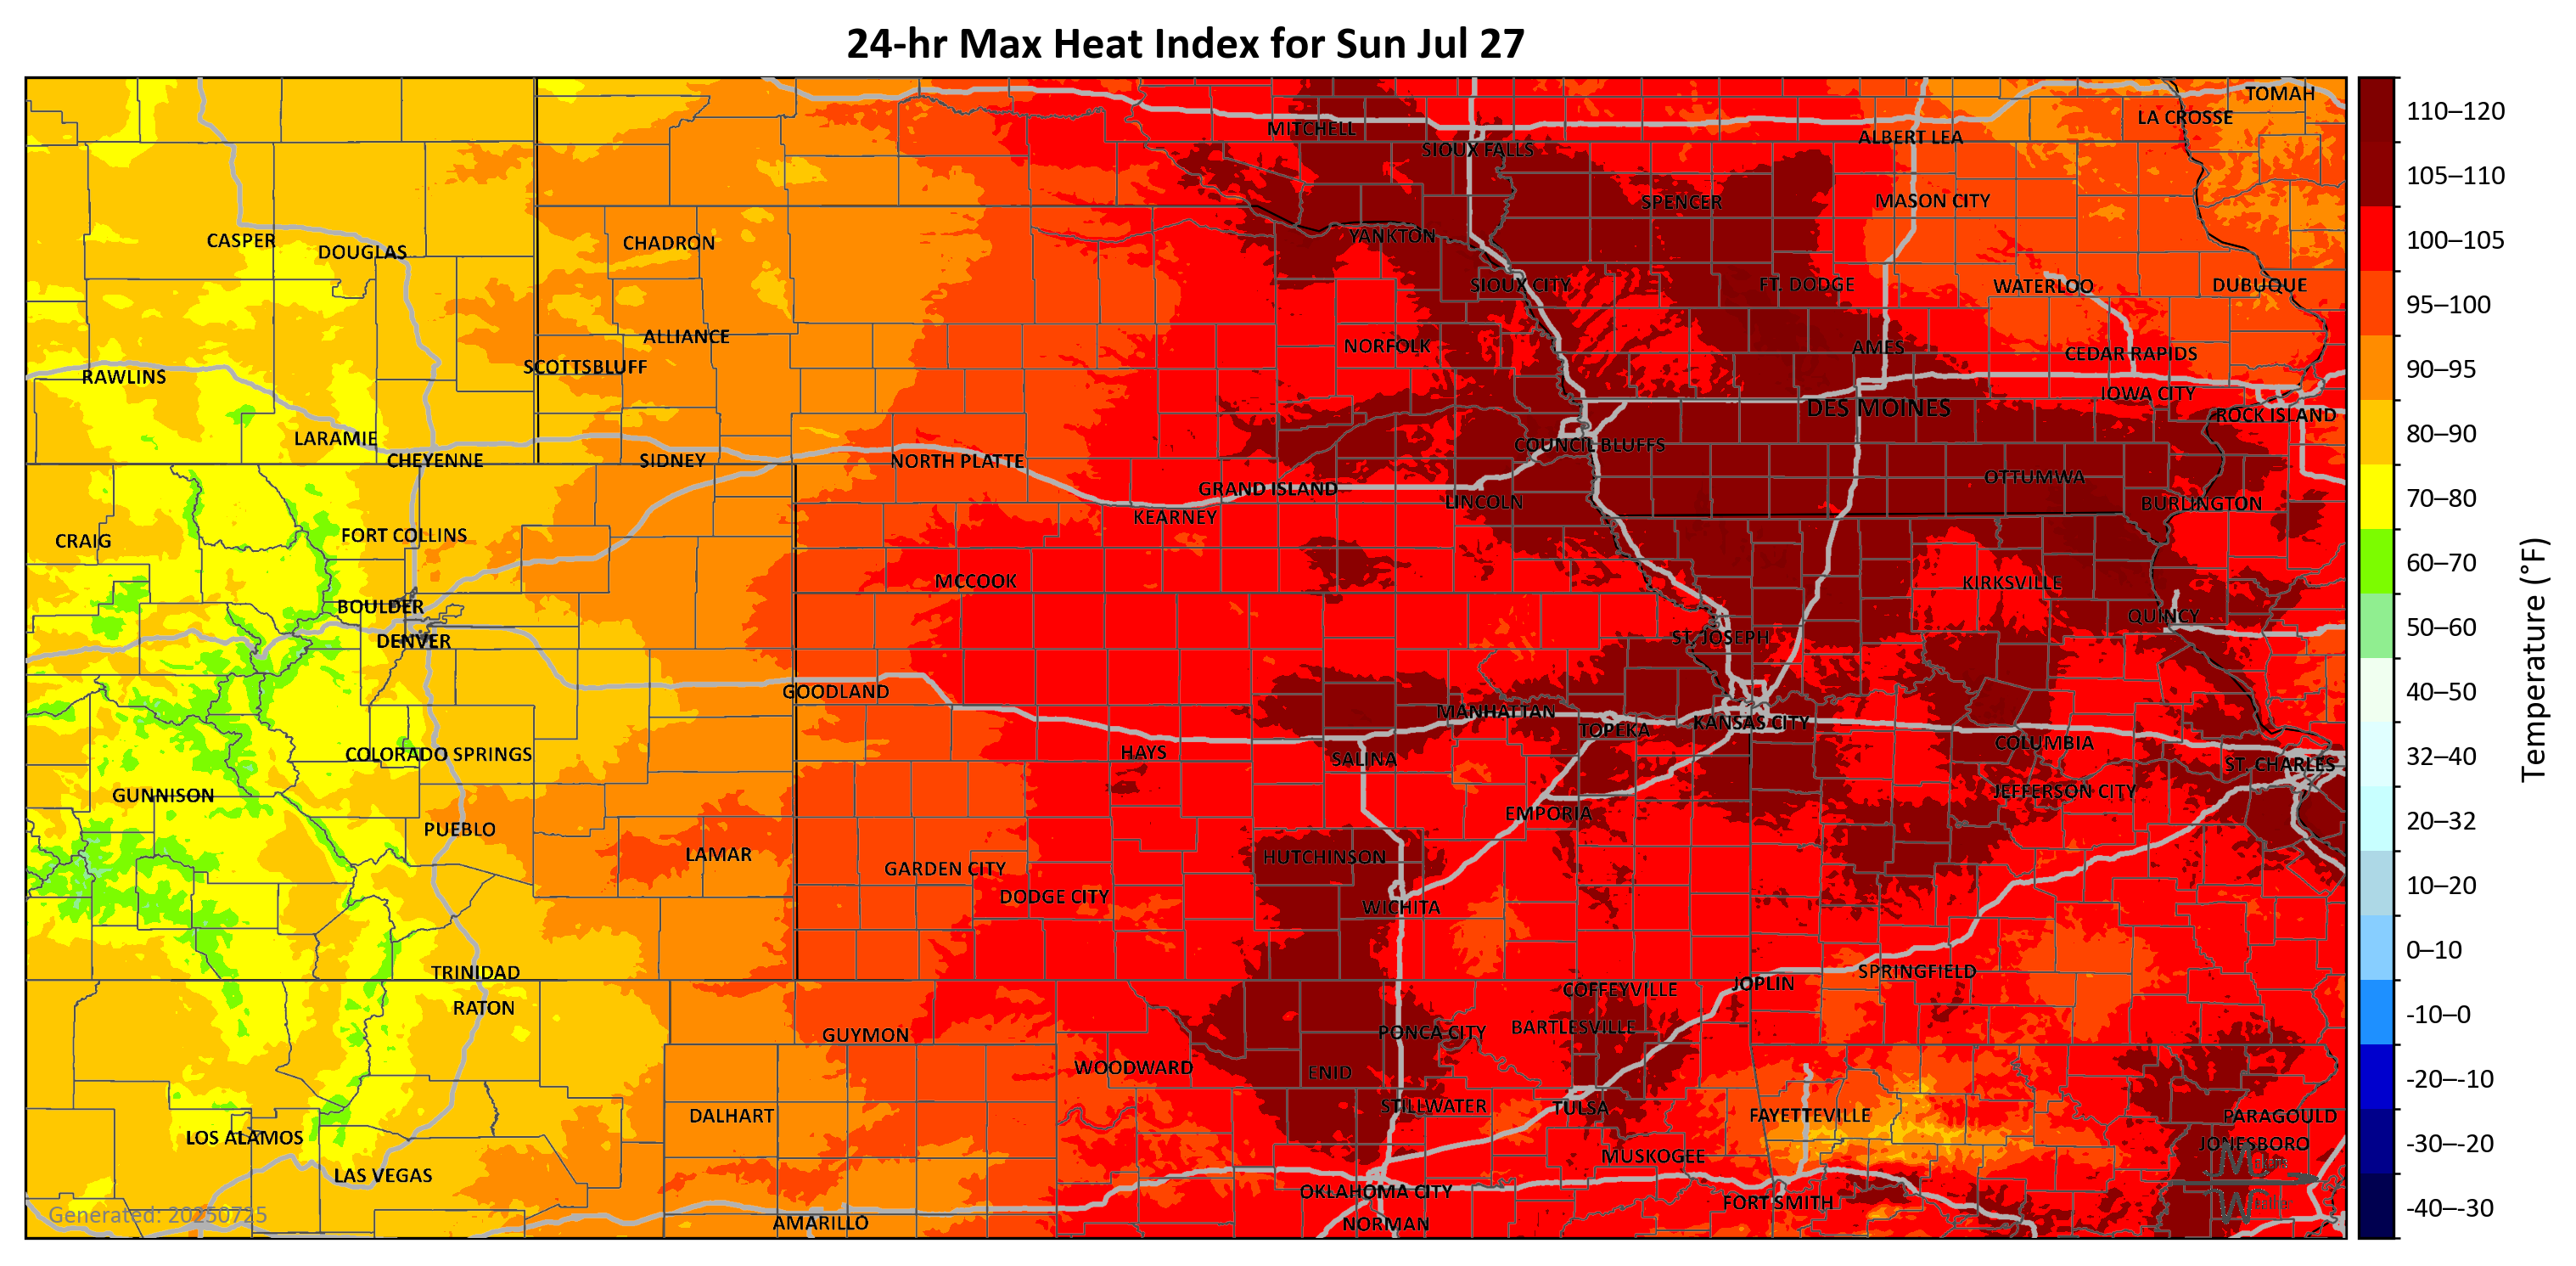 24-hr Max Heat Index for Sun Jul 27
TOMAH
LA CROSSE
MITCHELL
ALBERT LEA
SIOUX FALLS
SPENCER
MASON CITY
YANKTON
CASPER
CHADRON
DOUGLAS
SIOUX CITY
FT. DODGE
WATERLOO
DUBUQUE
ALLIANCE
NORFOLK
AMES
CEDAR RAPIDS
SCOTTSBLUFF
RAWLINS
IOWA CITY
DES MOINES
ROCK ISLAND
LARAMIE
COUNCIL BLUFFS
CHEYENNE
SIDNEY
NORTH PLATTE
OTTUMWA
GRAND ISLAND
LINCOLN
BURLINGTON
KEARNEY
FORT COLLINS
CRAIG
MCCOOK
KIRKSVILLE
BOULDER
QUINCY
DENVER
ST. JOSEPH
GOODLAND
MANHATTAN
KANSAS CITY
TOPEKA
COLUMBIA
HAYS
COLORADO SPRINGS
SALINA
ST. CHARLES
JEFFERSON CITY
GUNNISON
EMPORIA
PUEBLO
LAMAR
HUTCHINSON
GARDEN CITY
DODGE CITY
WICHITA
TRINIDAD
SPRINGFIELD
JOPLIN
COFFEYVILLE
RATON
BARTLESVILLE
PONCA CITY
GUYMON
WOODWARD
ENID
STILLWATER
TULSA
DALHART
FAYETTEVILLE
PARAGOULD
LOS ALAMOS
JONESBORO
MUSKOGEE
LAS VEGAS
OKLAHOMA CITY
FORT SMITH
AMARILLO
NORMAN
Generated: 20250725
110–120
105–110
100–105
95–100
90–95
80–90
70–80
60–70
50–60
40–50
32–40
20–32
10–20
0–10
-10–0
-20–-10
-30–-20
-40–-30
Temperature (°F)